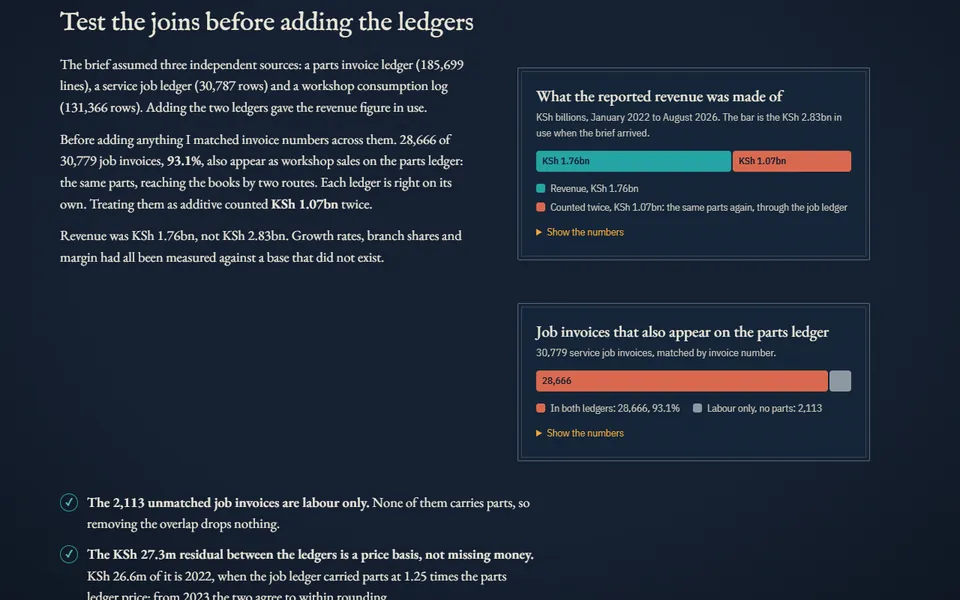 Test the joins before adding the ledgers
The brief assumed three independent sources: a parts invoice ledger (185,699
lines), a service job ledger (30,787 rows) and a workshop consumption log
(131,366 rows). Adding the two ledgers gave the revenue figure in use.
Before adding anything I matched invoice numbers across them. 28,666 of
30,779 job invoices, 93.1%, also appear as workshop sales on the parts ledger:
the same parts, reaching the books by two routes. Each ledger is right on its
own. Treating them as additive counted KSh 1.07bn twice.
Revenue was KSh 1.76bn, not KSh 2.83bn. Growth rates, branch shares and
margin had all been measured against a base that did not exist.
What the reported revenue was made of
KSh billions, January 2022 to August 2026. The bar is the KSh 2.83bn in
use when the brief arrived.
KSh 1.76bn KSh 1.07bn
Revenue, KSh 1.76bn
Counted twice, KSh 1.07bn: the same parts again, through the job ledger
Show the numbers
Job invoices that also appear on the parts ledger
30,779 service job invoices, matched by invoice number.
28,666
In both ledgers: 28,666, 93.1% Labour only, no parts: 2,113
Show the numbers
The 2,113 unmatched job invoices are labour only. None of them carries parts, so
removing the overlap drops nothing.
The KSh 27.3m residual between the ledgers is a price basis, not missing money.
KSh 26.6m of it is 2022, when the job ledger carried parts at 1.25 times the parts
ledger price; from 2023 the two agree to within rounding.